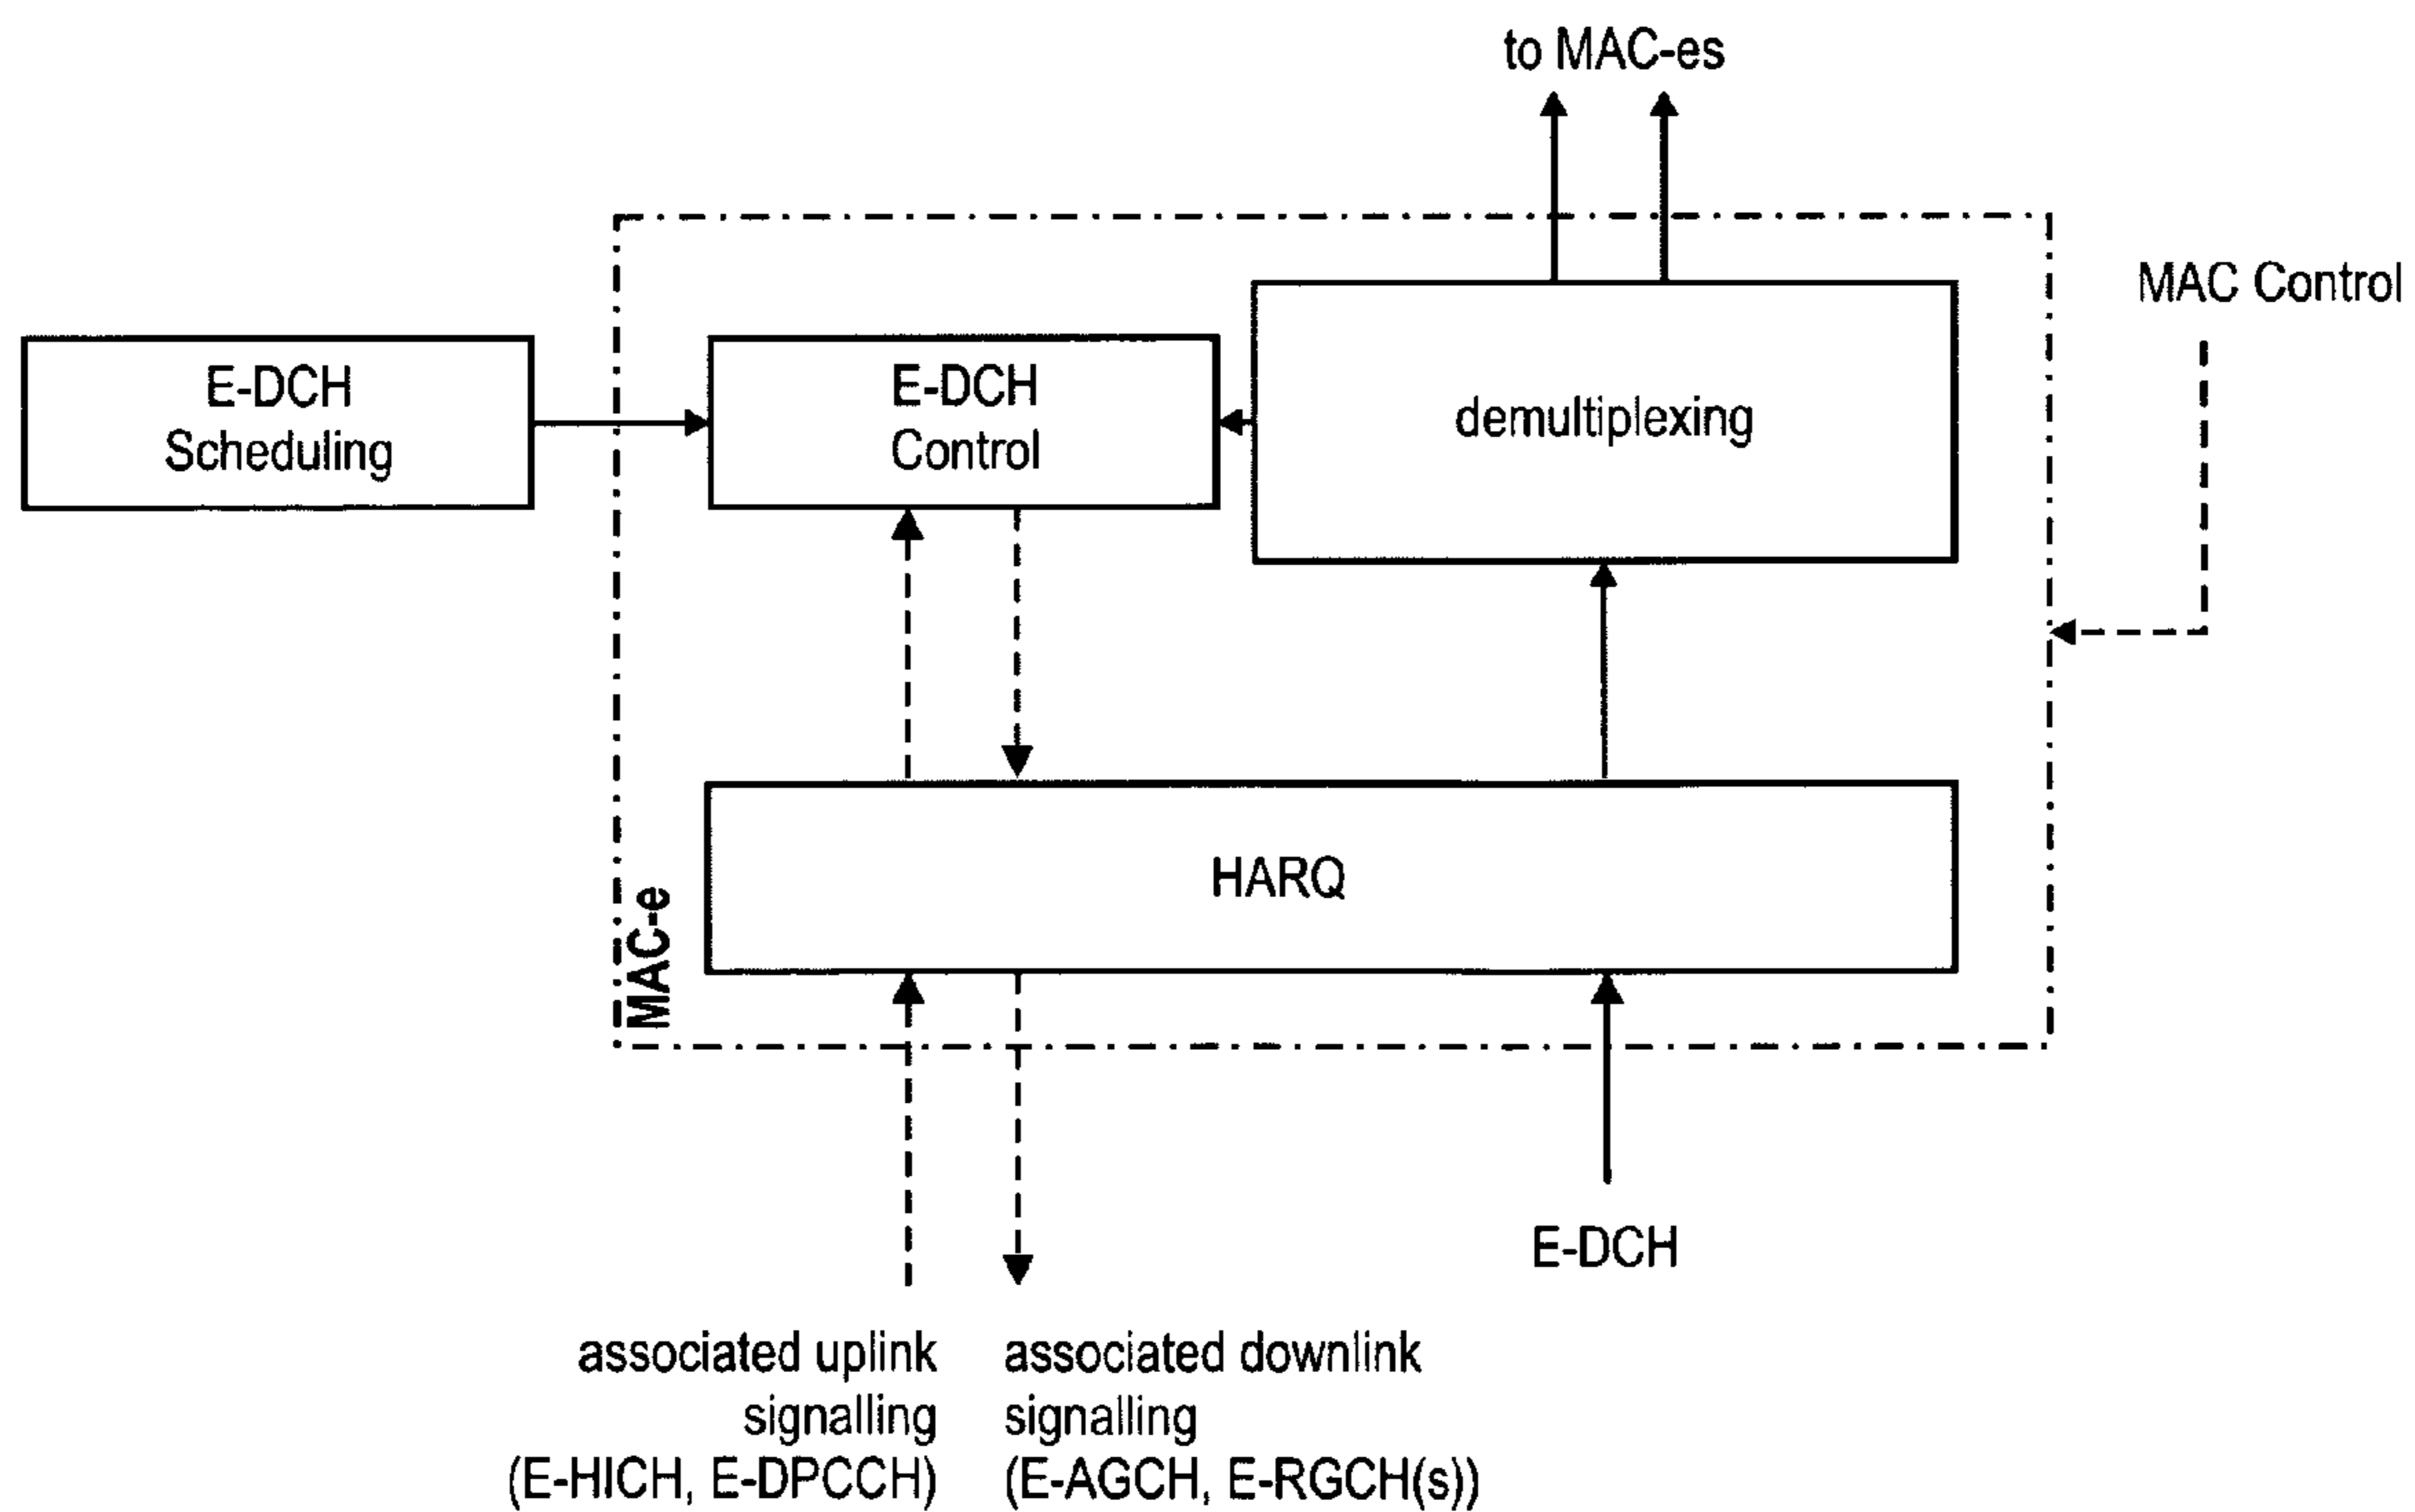 to MAC-es
MAC Control
E-DCH
Scheduling
E-DCH
Control
demultiplexing
HARQ
MAC-e
E-DCH
associated uplink
signalling
(E-HICH, E-DPCCH)
associated downlink
signalling
(E-AGCH, E-RGCH(s))